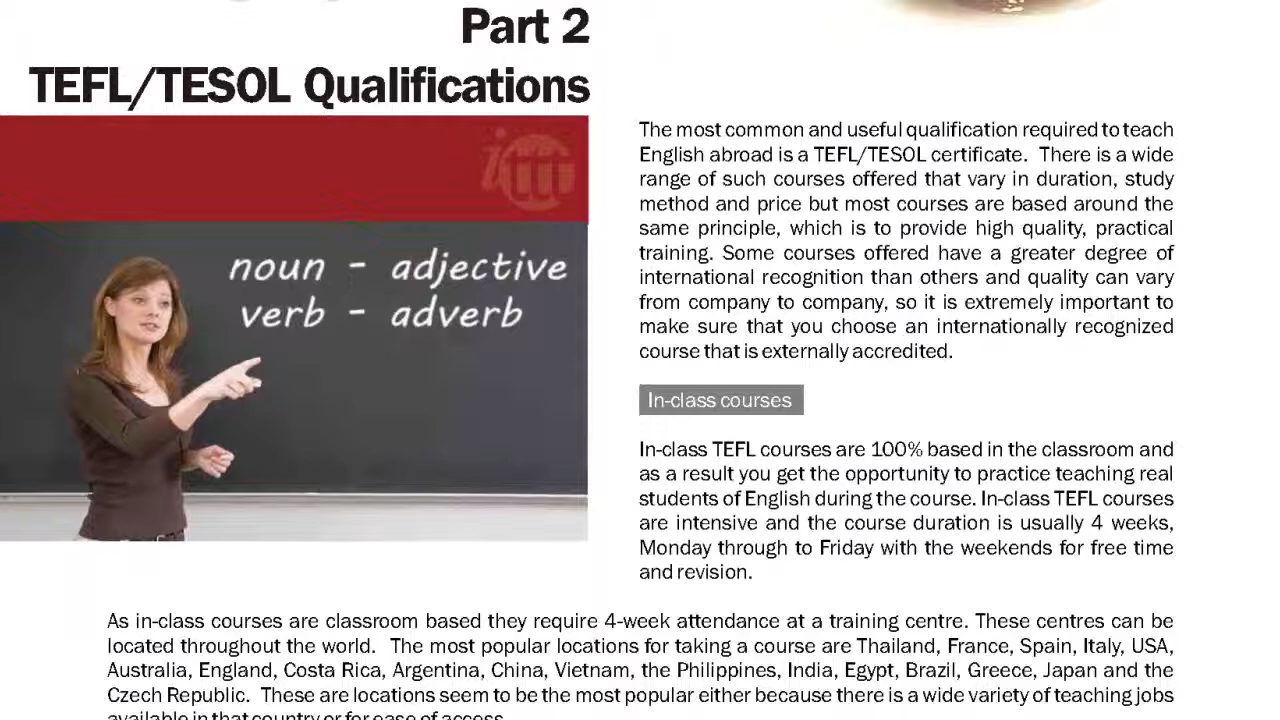 Part 2
TEFL/TESOL Qualifications
ittt
noun - adjective
verb - adverb
The most common and useful qualification required to teach
English abroad is a TEFL/TESOL certificate. There is a wide
range of such courses offered that vary in duration, study
method and price but most courses are based around the
same principle, which is to provide high quality, practical
training. Some courses offered have a greater degree of
international recognition than others and quality can vary
from company to company, so it is extremely important to
make sure that you choose an internationally recognized
course that is externally accredited.
In-class courses
In-class TEFL courses are 100% based in the classroom and
as a result you get the opportunity to practice teaching real
students of English during the course. In-class TEFL courses
are intensive and the course duration is usually 4 weeks,
Monday through to Friday with the weekends for free time
and revision.
As in-class courses are classroom based they require 4-week attendance at a training centre. These centres can be
located throughout the world. The most popular locations for taking a course are Thailand, France, Spain, Italy, USA,
Australia, England, Costa Rica, Argentina, China, Vietnam, the Philippines, India, Egypt, Brazil, Greece, Japan and the
Czech Republic. These are locations seem to be the most popular either because there is a wide variety of teaching jobs
available in that country or for ease of access.